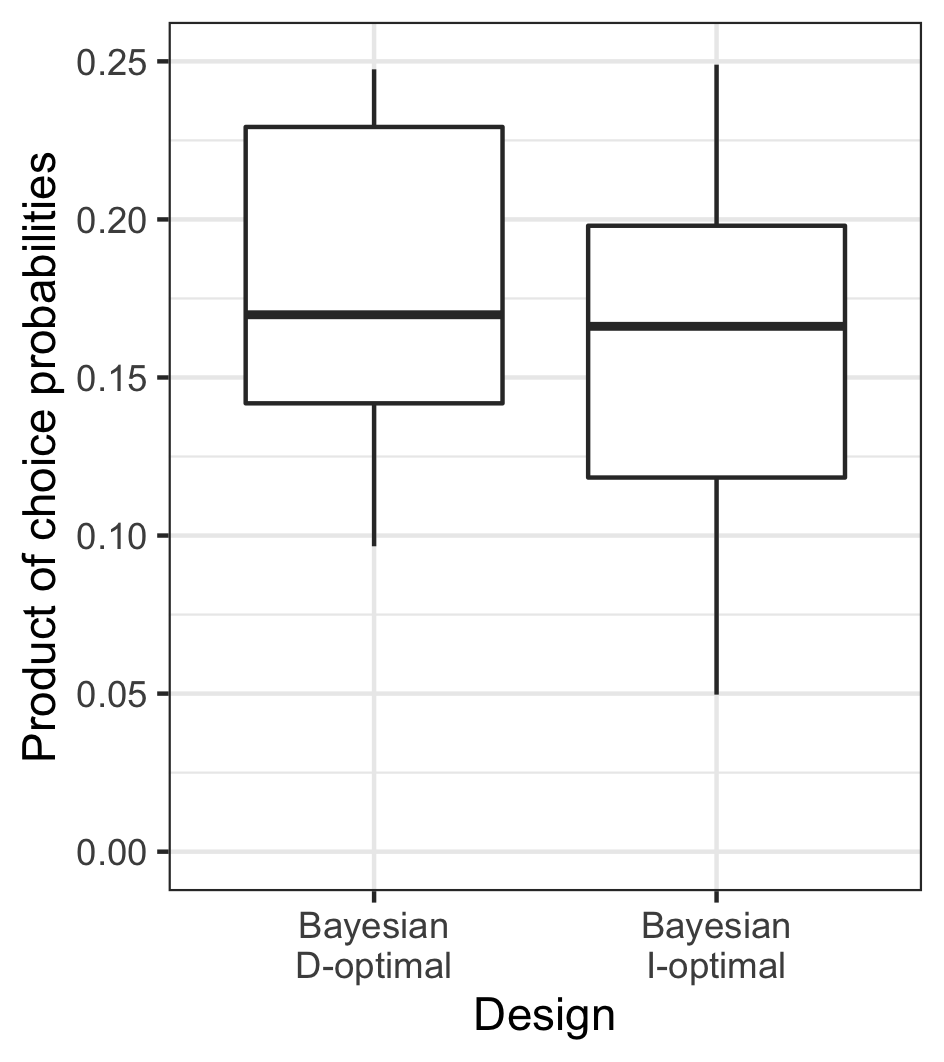 Product of choice probabilities
0.25
0.20
0.15
0.10
0.05
0.00
Bayesian
D-optimal
Bayesian
I-optimal
Design